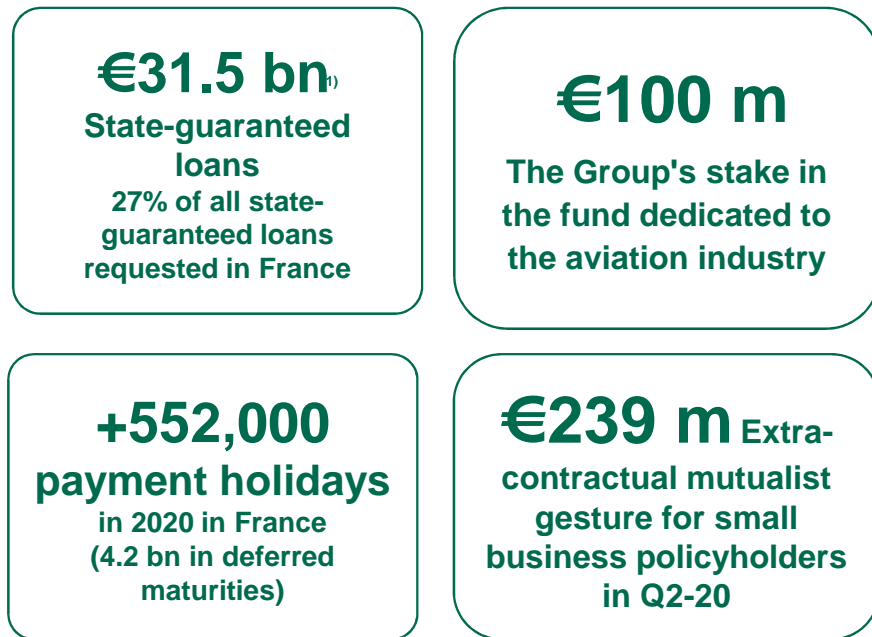 €31.5 bn 1)
State-guaranteed
loans
27% of all state-
guaranteed loans
requested in France
€100 m
The Group's stake in
the fund dedicated to
the aviation industry
+552,000
payment holidays
in 2020 in France
(4.2 bn in deferred
maturities)
€239 m Extra-
contractual mutualist
gesture for small
business policyholders
in Q2-20